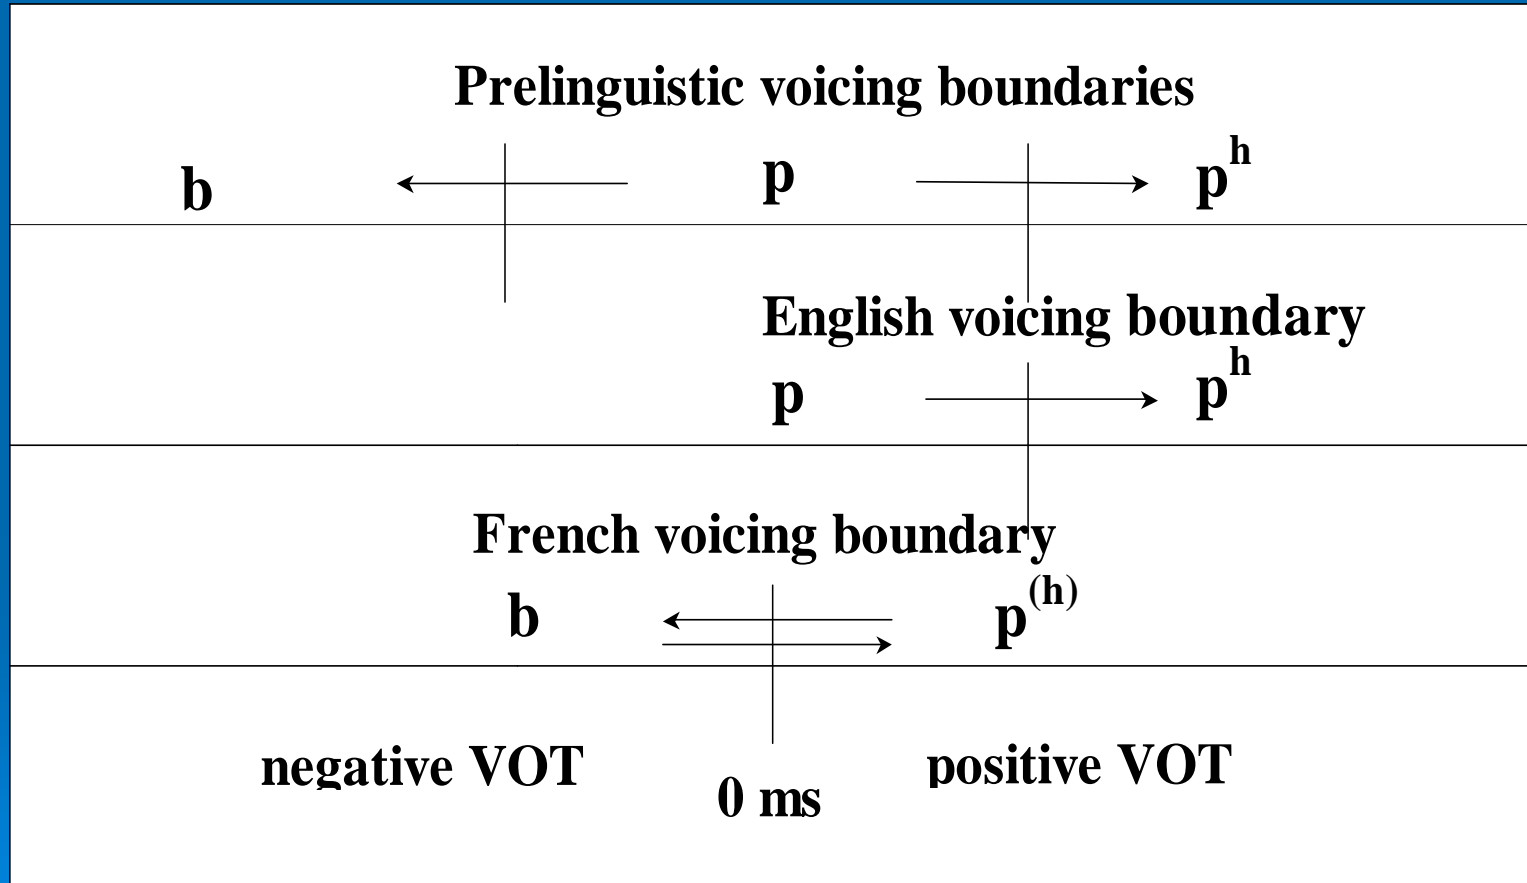 Prelinguistic voicing boundaries
b p pʰ
English voicing boundary
p pʰ
French voicing boundary
b p⁽ʰ⁾
negative VOT positive VOT
0 ms